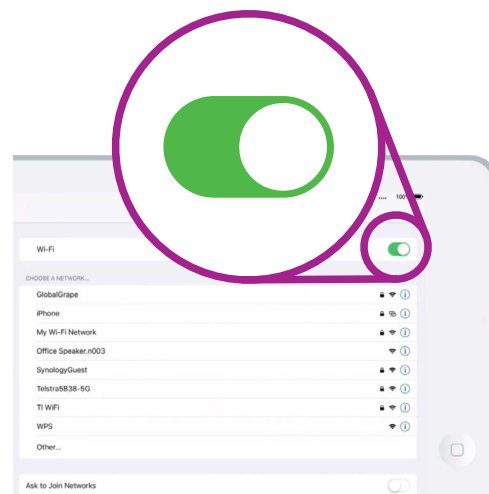 100%
Wi-Fi
CHOOSE A NETWORK...
GlobalGrape
iPhone
My Wi-Fi Network
Office Speaker.n003
SynologyGuest
Telstra5B38-5G
TI WiFi
WPS
Other...
Ask to Join Networks